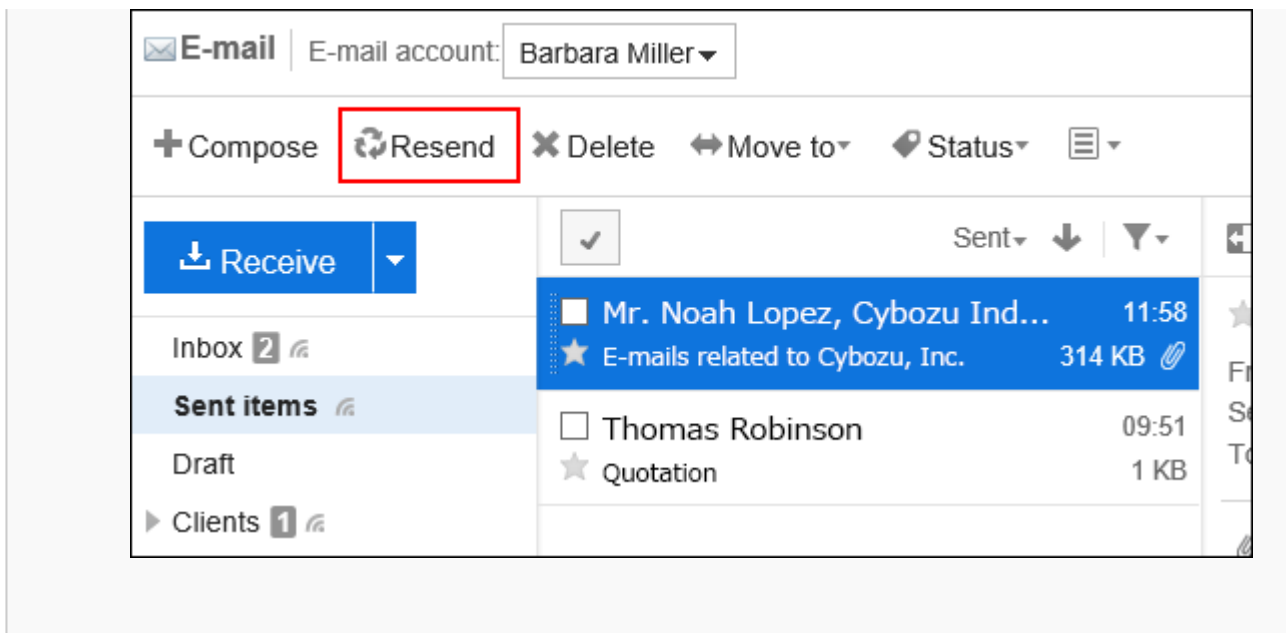 E-mail E-mail account: Barbara Miller
Compose Resend Delete Move to Status
Receive
Sent
Mr. Noah Lopez, Cybozu Ind... 11:58
E-mails related to Cybozu, Inc. 314 KB
Thomas Robinson 09:51
Quotation 1 KB
Inbox 2
Sent items
Draft
Clients 1